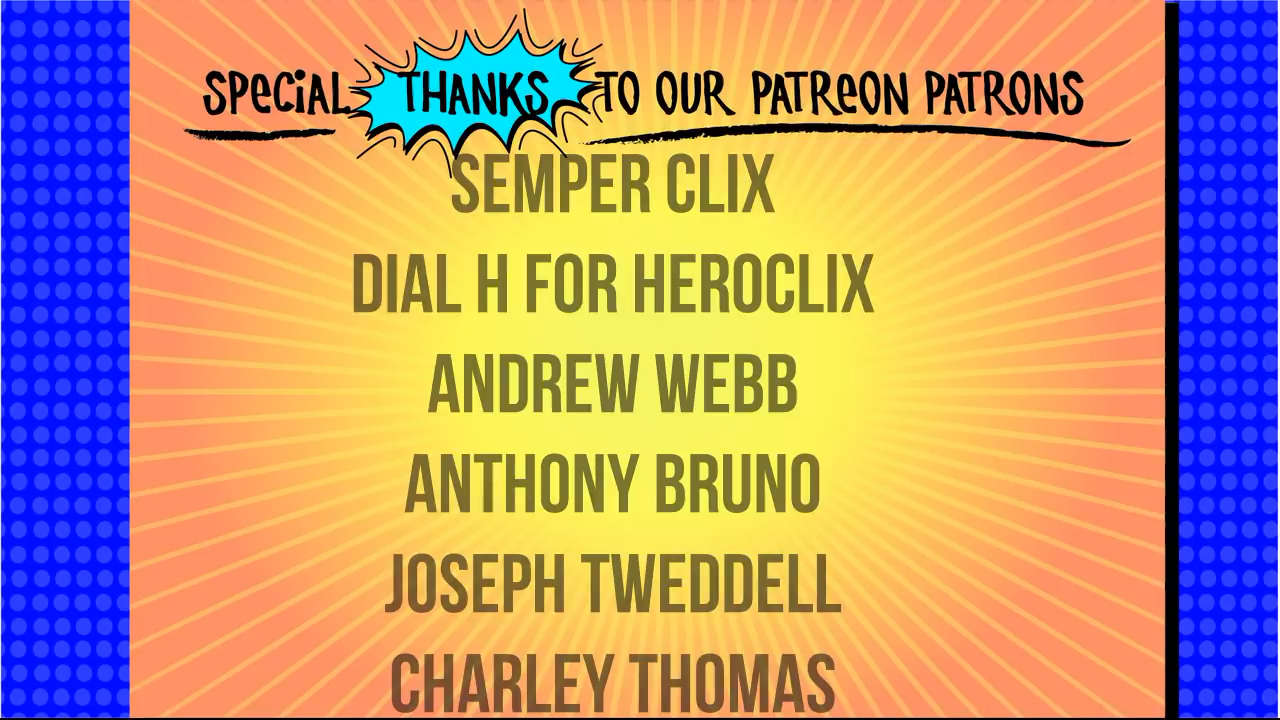 SPECIAL THANKS TO OUR PATREON PATRONS
SEMPER CLIX
DIAL H FOR HEROCLIX
ANDREW WEBB
ANTHONY BRUNO
JOSEPH TWEDDELL
CHARLEY THOMAS